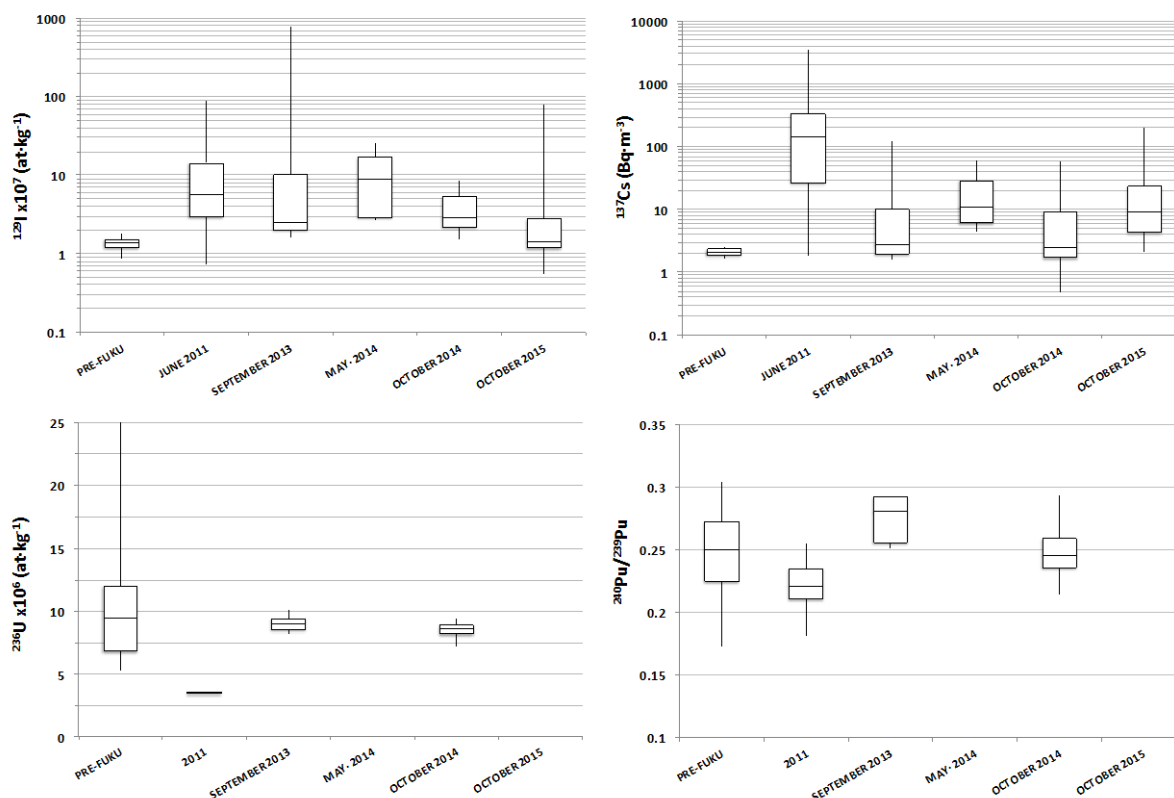 ¹²⁹I x10⁷ (at·kg⁻¹)
1000
100
10
1
0.1
PRE-FUKU
JUNE 2011
SEPTEMBER 2013
MAY- 2014
OCTOBER 2014
OCTOBER 2015
¹³⁷Cs (Bq·m⁻³)
10000
1000
100
10
1
0.1
PRE-FUKU
JUNE 2011
SEPTEMBER 2013
MAY- 2014
OCTOBER 2014
OCTOBER 2015
²³⁶U x10⁶ (at·kg⁻¹)
25
20
15
10
5
0
PRE-FUKU
2011
SEPTEMBER 2013
MAY- 2014
OCTOBER 2014
OCTOBER 2015
²⁴⁰Pu/²³⁹Pu
0.35
0.3
0.25
0.2
0.1
PRE-FUKU
2011
SEPTEMBER 2013
MAY- 2014
OCTOBER 2014
OCTOBER 2015